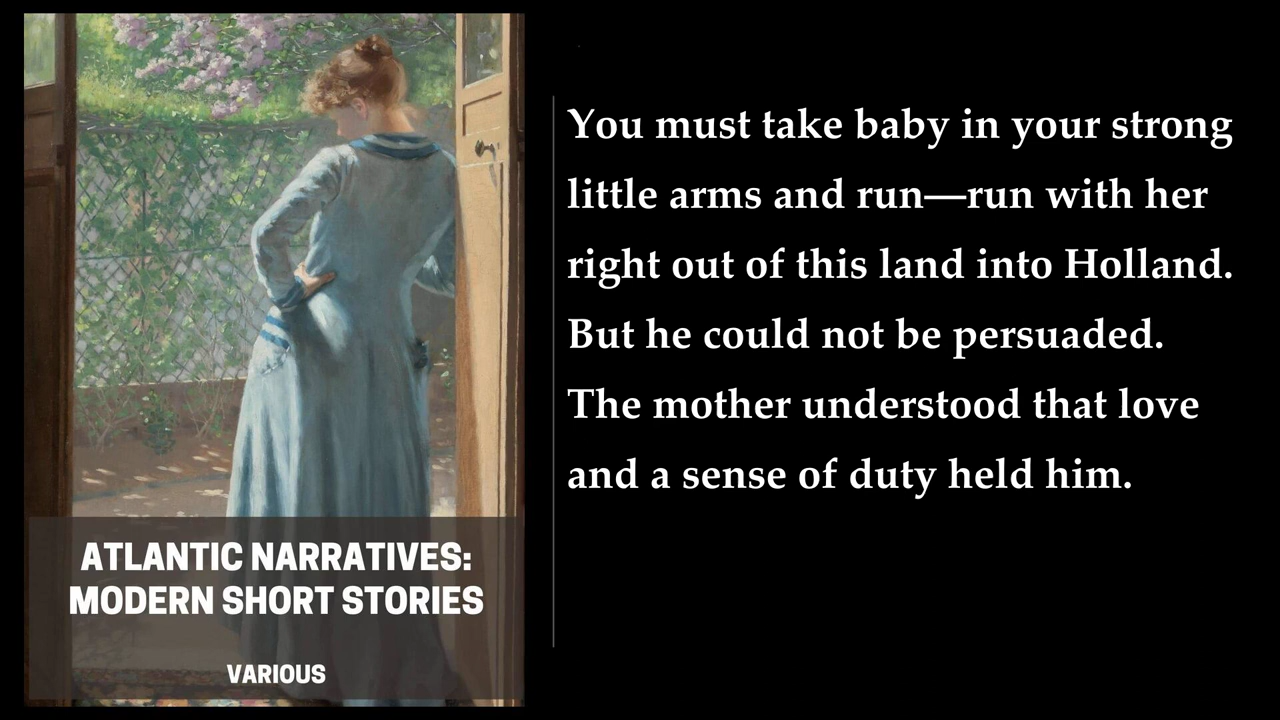 You must take baby in your strong
little arms and run—run with her
right out of this land into Holland.
But he could not be persuaded.
The mother understood that love
and a sense of duty held him.
ATLANTIC NARRATIVES:
MODERN SHORT STORIES
VARIOUS